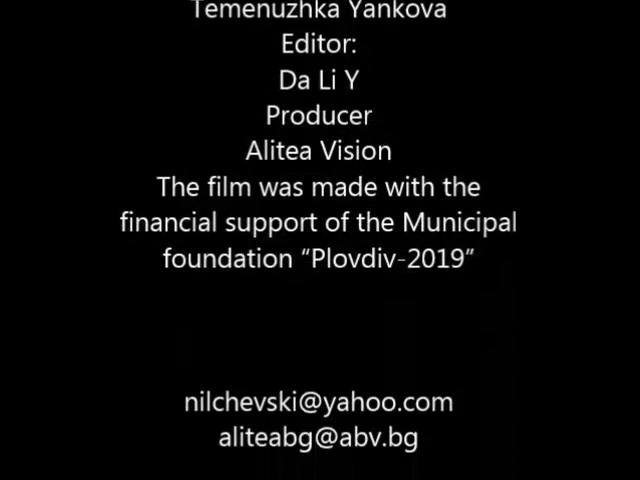 Temenuzhka Yankova
Editor:
Da Li Y
Producer
Alitea Vision
The film was made with the
financial support of the Municipal
foundation “Plovdiv-2019”
nilchevski@yahoo.com
aliteabg@abv.bg